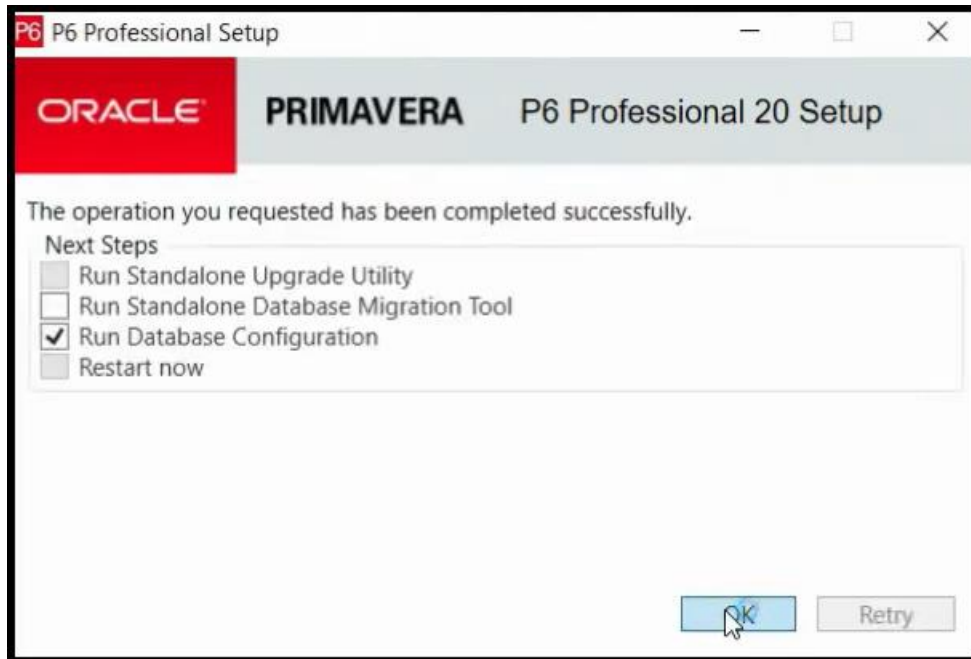 P6 P6 Professional Setup
ORACLE PRIMAVERA P6 Professional 20 Setup
The operation you requested has been completed successfully.
Next Steps
Run Standalone Upgrade Utility
Run Standalone Database Migration Tool
Run Database Configuration
Restart now
OK Retry